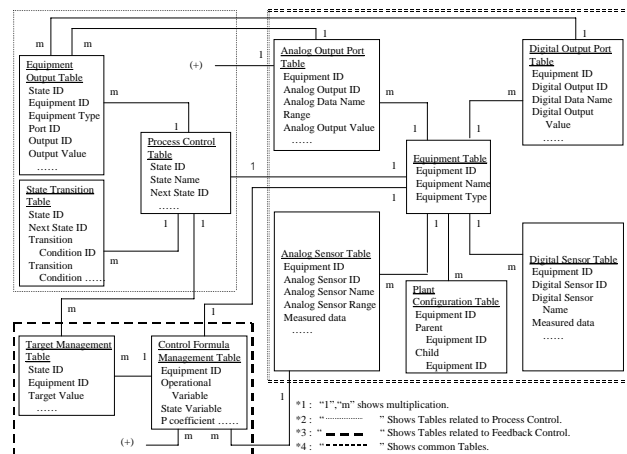 m
m
1
1
Equipment
Output Table
State ID
Equipment ID
Equipment Type
Port ID
Output ID
Output Value
……
m
(+)
1
Analog Output Port
Table
Equipment ID
Analog Output ID
Analog Data Name
Range
Analog Output Value
……
m
Digital Output Port
Table
Equipment ID
Digital Output ID
Digital Data Name
Digital Output
Value
……
m
1
Process Control
Table
State ID
State Name
Next State ID
……
1
1
1
1
1
1
Equipment Table
Equipment ID
Equipment Name
Equipment Type
State Transition
Table
State ID
Next State ID
Transition
Condition ID
Transition
Condition ……
m
1
1
1
1
1
Analog Sensor Table
Equipment ID
Analog Sensor ID
Analog Sensor Name
Analog Sensor Range
Measured data
……
m
m
Plant
Configuration Table
Equipment ID
Parent
Equipment ID
Child
Equipment ID
m
Digital Sensor Table
Equipment ID
Digital Sensor ID
Digital Sensor
Name
Measured data
……
m
1
Target Management
Table
State ID
Equipment ID
Target Value
……
m
1
Control Formula
Management Table
Equipment ID
Operational
Variable
State Variable
P coefficient ……
1
(+)
m
m
*1 : “1”,“m” shows multiplication.
*2 : “ ” Shows Tables related to Process Control.
*3 : “ ” Shows Tables related to Feedback Control.
*4 : “ ” Shows common Tables.